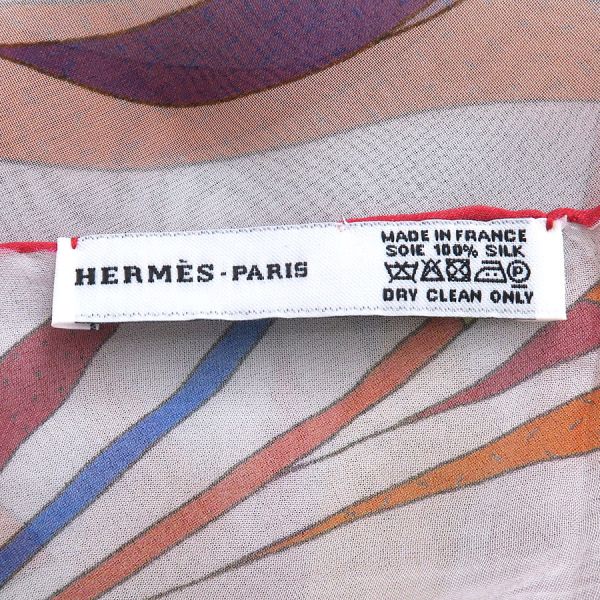 HERMÈS-PARIS
MADE IN FRANCE
SOIE 100% SILK
DRY CLEAN ONLY